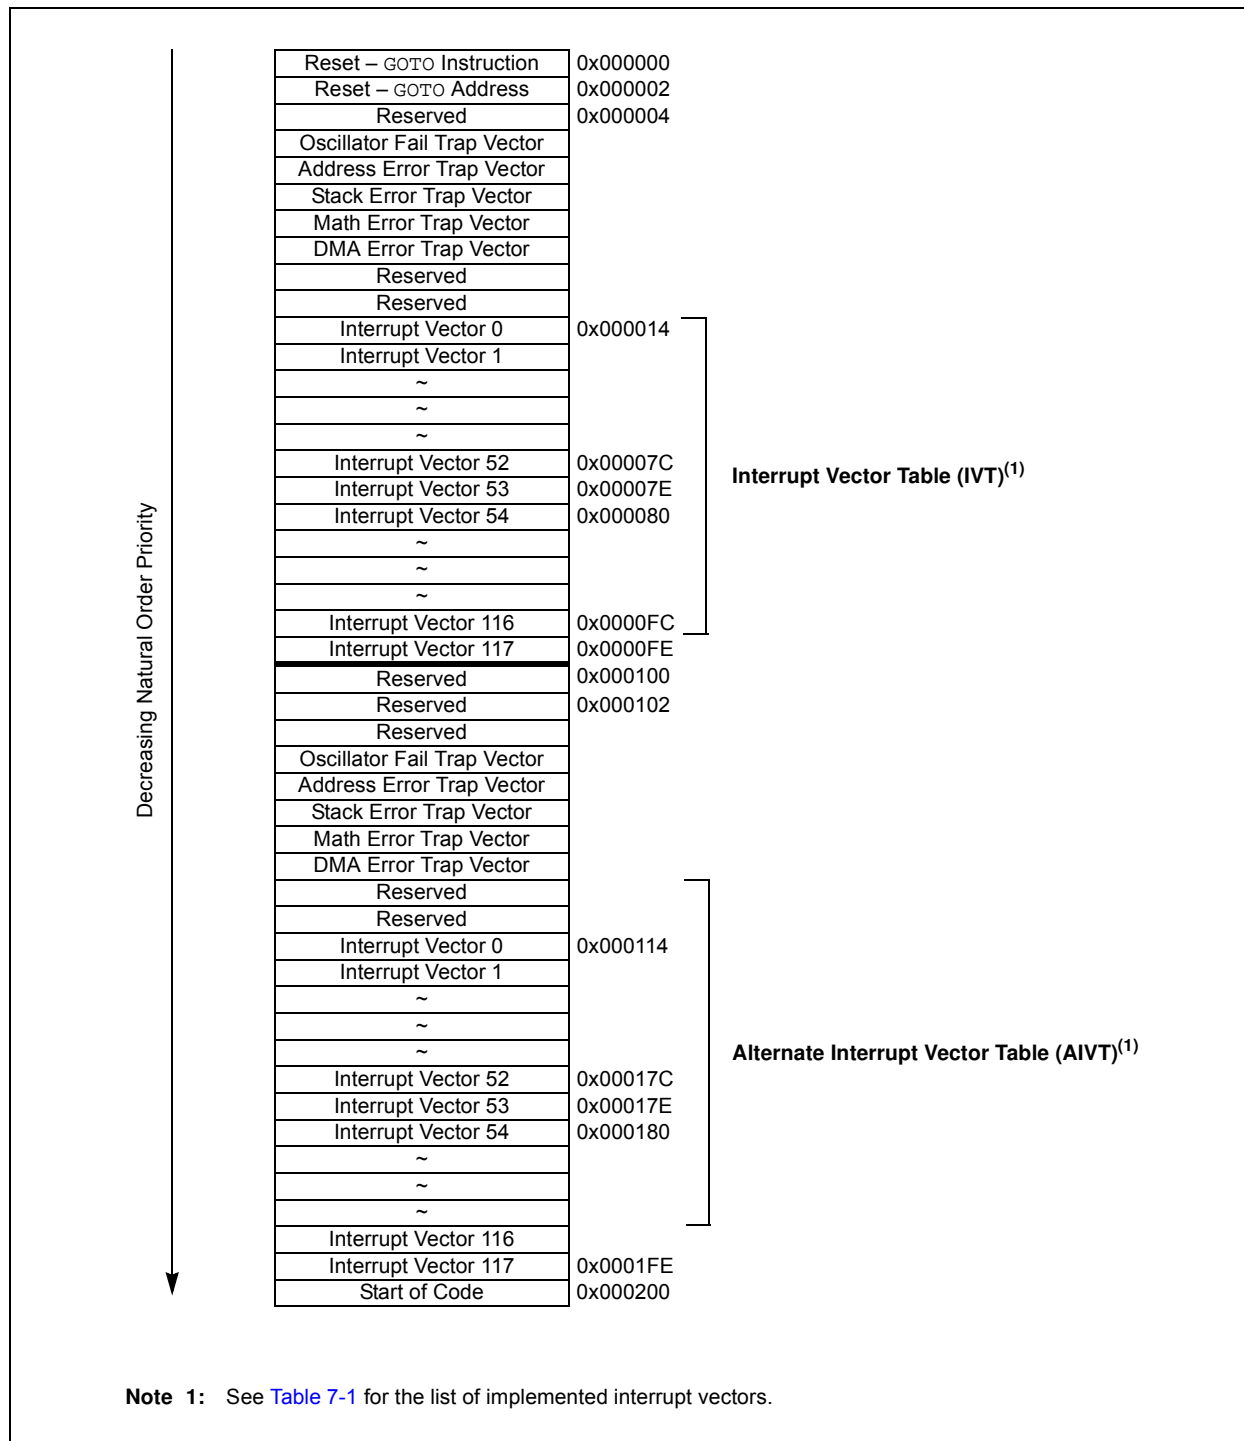 Reset – GOTO Instruction 0x000000
Reset – GOTO Address 0x000002
Reserved 0x000004
Oscillator Fail Trap Vector
Address Error Trap Vector
Stack Error Trap Vector
Math Error Trap Vector
DMA Error Trap Vector
Reserved
Reserved
Interrupt Vector 0 0x000014
Interrupt Vector 1
~
~
~
Interrupt Vector 52 0x00007C
Interrupt Vector Table (IVT)(1)
Interrupt Vector 53 0x00007E
Interrupt Vector 54 0x000080
~
~
~
Interrupt Vector 116 0x0000FC
Interrupt Vector 117 0x0000FE
Decreasing Natural Order Priority
Reserved 0x000100
Reserved 0x000102
Reserved
Oscillator Fail Trap Vector
Address Error Trap Vector
Stack Error Trap Vector
Math Error Trap Vector
DMA Error Trap Vector
Reserved
Reserved
Interrupt Vector 0 0x000114
Interrupt Vector 1
~
~
~
Alternate Interrupt Vector Table (AIVT)(1)
Interrupt Vector 52 0x00017C
Interrupt Vector 53 0x00017E
Interrupt Vector 54 0x000180
~
~
~
Interrupt Vector 116
Interrupt Vector 117 0x0001FE
Start of Code 0x000200
Note 1: See Table 7-1 for the list of implemented interrupt vectors.